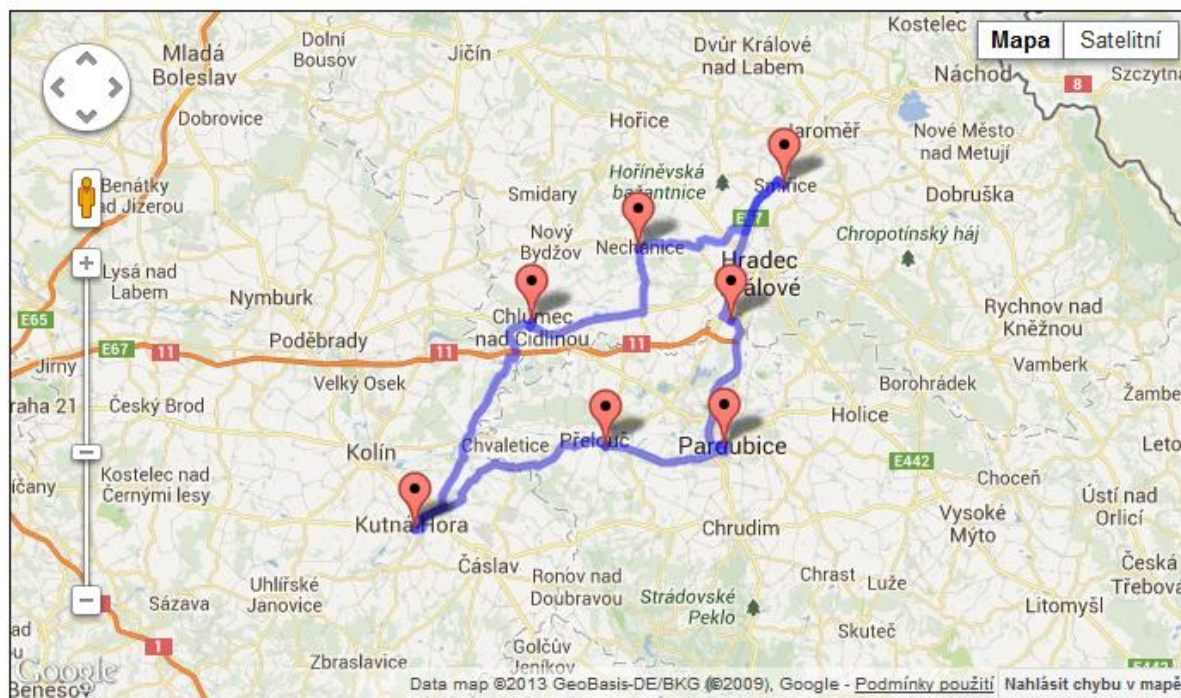 Kostelec
Mapa
Satelitní
Mladá
Boleslav
Dolní
Bousov
Jičín
Dvůr Králové
nad Labem
Náchod
8
Szczytna
Dobrovice
Hořice
Jaroměř
Nové Město
nad Metují
Benátky
nad Jizerou
Smidary
Hořiněvská
bažantnice
Smiřice
Dobruška
E67
Nový
Bydžov
Nechanice
Chropotínský háj
Lysá nad
Labem
Hradec
Králové
Nymburk
Chlumec
nad Cidlinou
Rychnov nad
Kněžnou
E65
E67
11
Poděbrady
11
11
Jirny
Velký Osek
Vamberk
Borohrádek
Žamberk
Praha 21
Český Brod
Holice
Kolín
Chvaletice
Přelouč
Pardubice
E442
Kostelec nad
Černými lesy
Říčany
Choceň
Ústí nad
Orlicí
Kutná Hora
Chrudim
Vysoké
Mýto
Čáslav
Česká
Třebová
Uhlířské
Janovice
Ronov nad
Doubravou
Chrast
Luže
Sázava
Strádovské
Peklo
Litomyšl
Skuteč
1
Golčův
Jeníkov
Zbraslavice
E442
Google
Benešov
Data map ©2013 GeoBasis-DE/BKG (©2009), Google - Podmínky použití
Nahlásit chybu v mapě